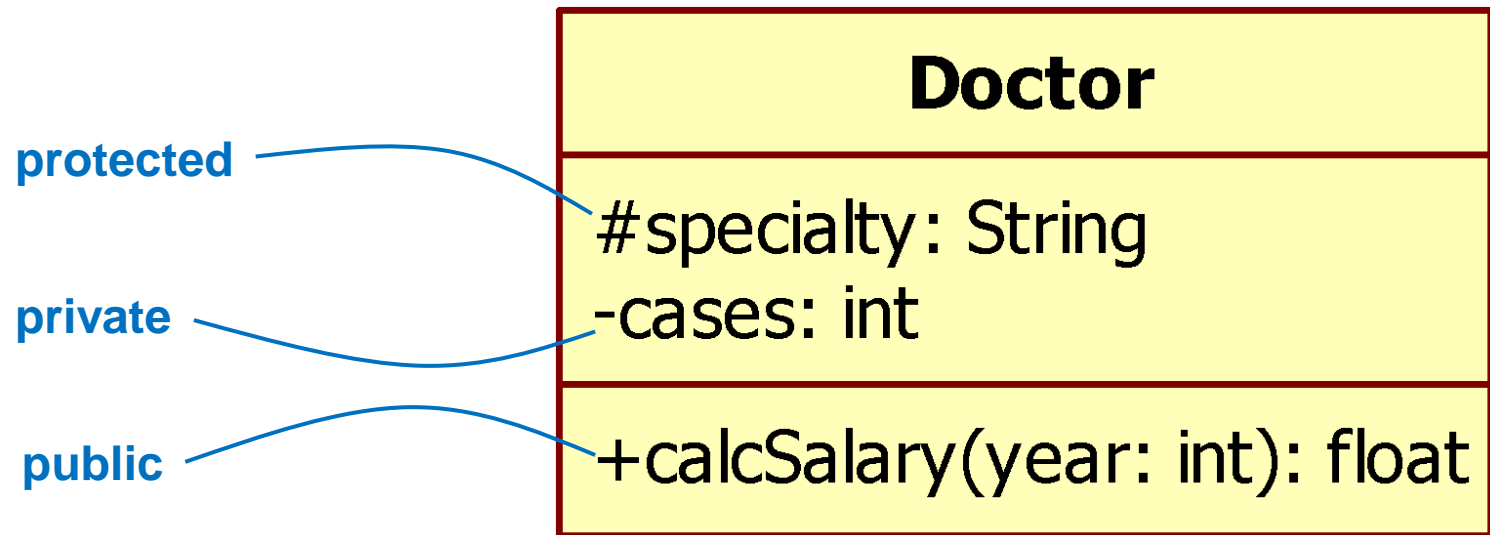 Doctor
protected
#specialty: String
private
-cases: int
public
+calcSalary(year: int): float